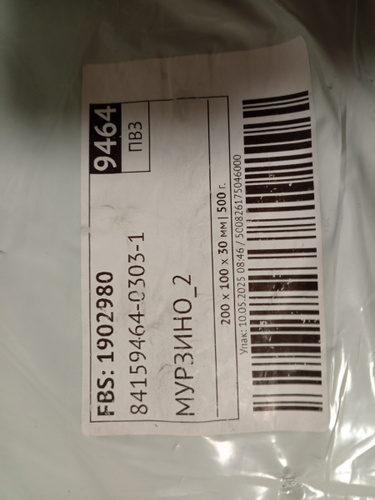 FBS: 1902980
9464
84159464-0303-1
ПВЗ
МУРЗИНО_2
200 x 100 x 30 мм | 500 г.
Упак: 10.05.2025 08:46 / 500826175046000